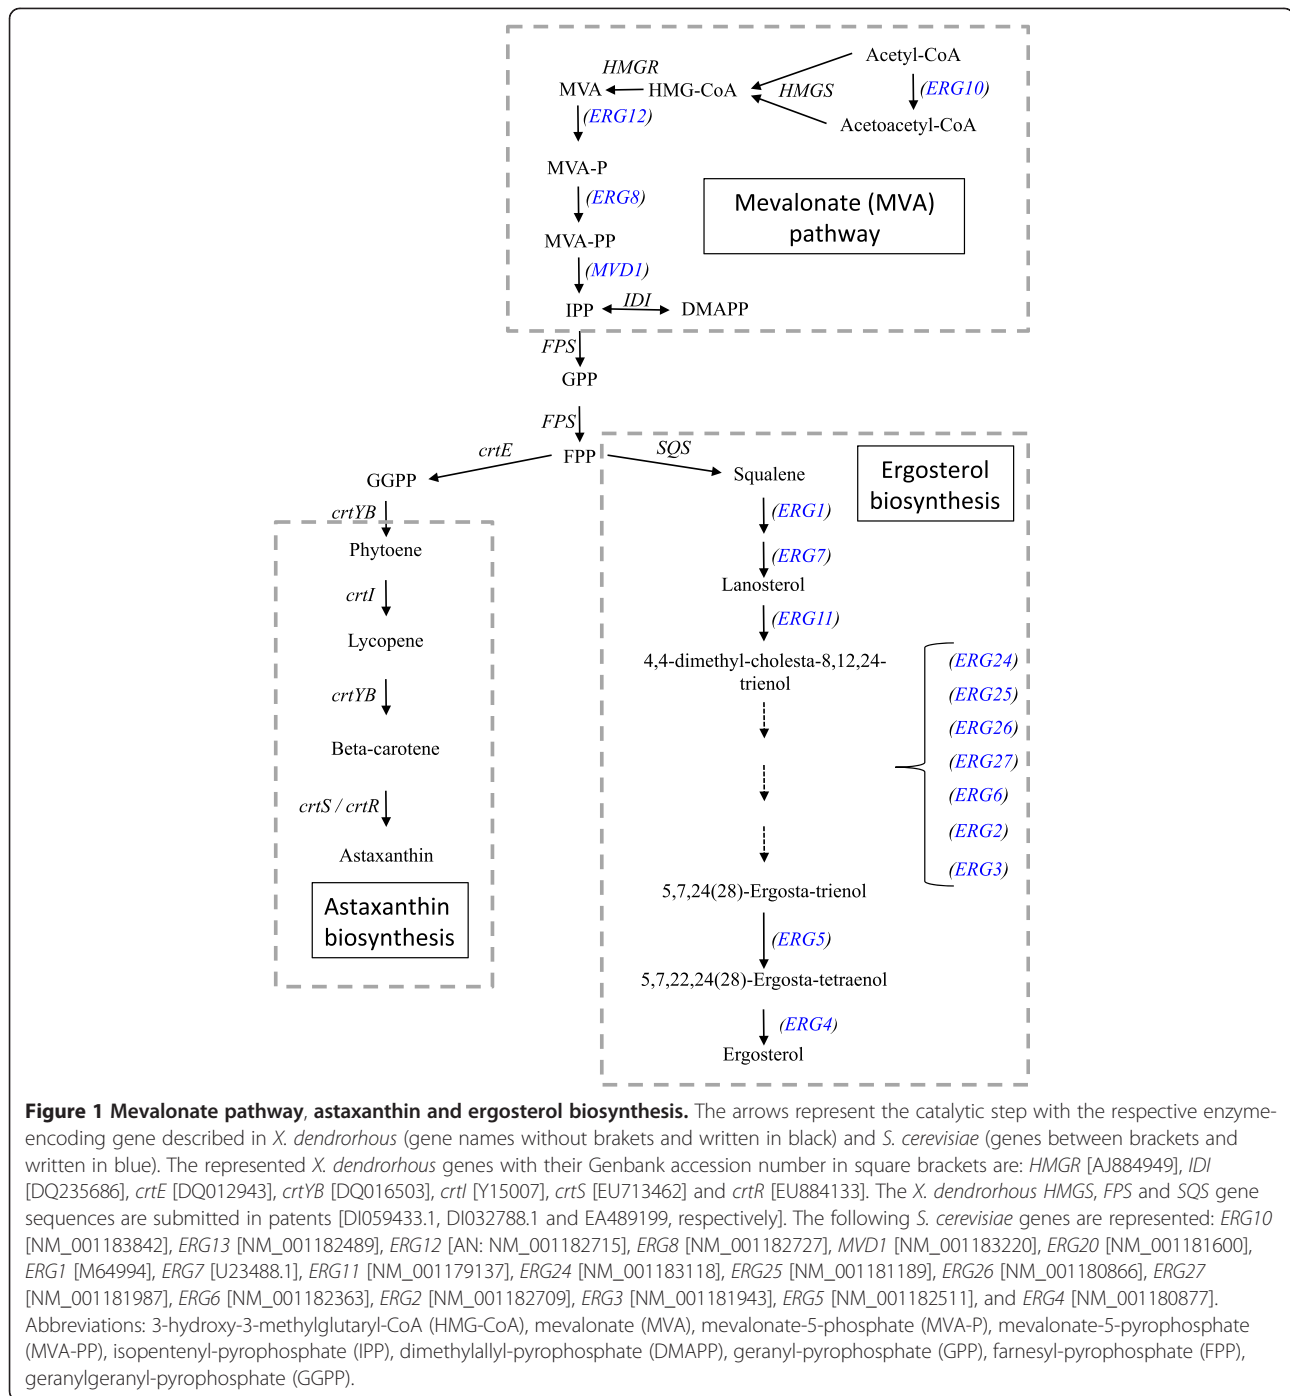 Acetyl-CoA
HMGR
MVA
HMG-CoA
HMGS
(ERG10)
(ERG12)
Acetoacetyl-CoA
MVA-P
(ERG8)
Mevalonate (MVA)
pathway
MVA-PP
(MVD1)
IPP
IDI
DMAPP
FPS
GPP
FPS
crtE
FPP
SQS
GGPP
Squalene
Ergosterol
biosynthesis
crtYB
(ERG1)
Phytoene
(ERG7)
Lanosterol
crtI
(ERG11)
Lycopene
4,4-dimethyl-cholesta-8,12,24-
trienol
(ERG24)
(ERG25)
crtYB
(ERG26)
Beta-carotene
(ERG27)
(ERG6)
crtS / crtR
(ERG2)
Astaxanthin
(ERG3)
5,7,24(28)-Ergosta-trienol
Astaxanthin
biosynthesis
(ERG5)
5,7,22,24(28)-Ergosta-tetraenol
(ERG4)
Ergosterol
Figure 1 Mevalonate pathway, astaxanthin and ergosterol biosynthesis. The arrows represent the catalytic step with the respective enzyme-
encoding gene described in X. dendrorhous (gene names without brakets and written in black) and S. cerevisiae (genes between brackets and
written in blue). The represented X. dendrorhous genes with their Genbank accession number in square brackets are: HMGR [AJ884949], IDI
[DQ235686], crtE [DQ012943], crtYB [DQ016503], crtI [Y15007], crtS [EU713462] and crtR [EU884133]. The X. dendrorhous HMGS, FPS and SQS gene
sequences are submitted in patents [DI059433.1, DI032788.1 and EA489199, respectively]. The following S. cerevisiae genes are represented: ERG10
[NM_001183842], ERG13 [NM_001182489], ERG12 [AN: NM_001182715], ERG8 [NM_001182727], MVD1 [NM_001183220], ERG20 [NM_001181600],
ERG1 [M64994], ERG7 [U23488.1], ERG11 [NM_001179137], ERG24 [NM_001183118], ERG25 [NM_001181189], ERG26 [NM_001180866], ERG27
[NM_001181987], ERG6 [NM_001182363], ERG2 [NM_001182709], ERG3 [NM_001181943], ERG5 [NM_001182511], and ERG4 [NM_001180877].
Abbreviations: 3-hydroxy-3-methylglutaryl-CoA (HMG-CoA), mevalonate (MVA), mevalonate-5-phosphate (MVA-P), mevalonate-5-pyrophosphate
(MVA-PP), isopentenyl-pyrophosphate (IPP), dimethylallyl-pyrophosphate (DMAPP), geranyl-pyrophosphate (GPP), farnesyl-pyrophosphate (FPP),
geranylgeranyl-pyrophosphate (GGPP).